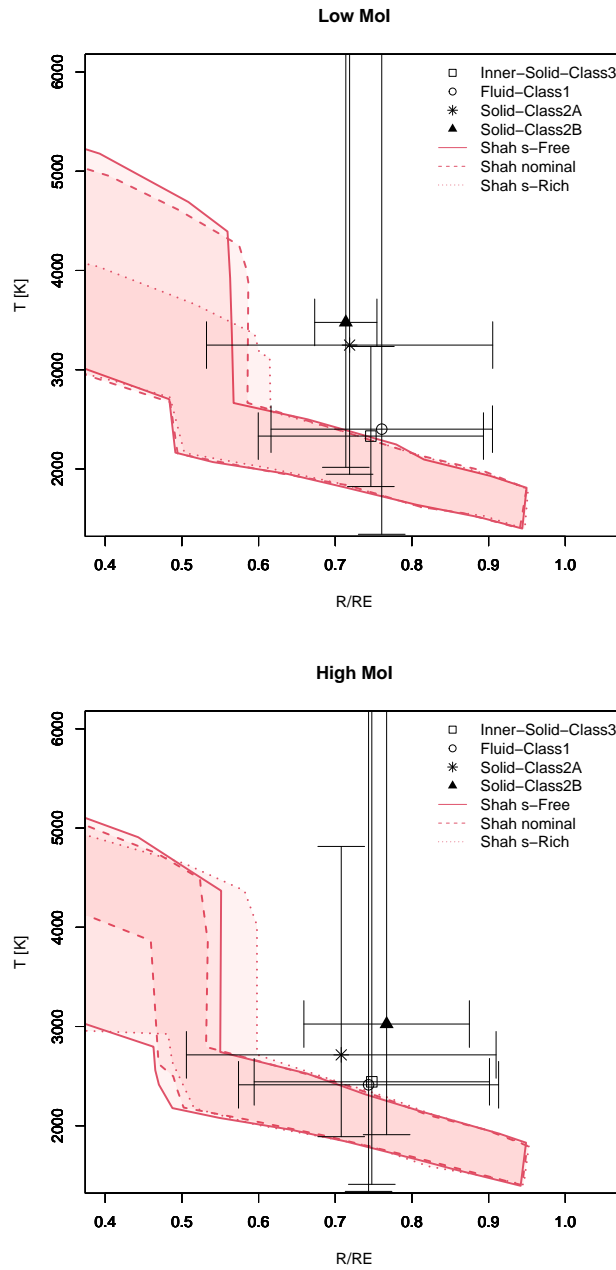 Low MoI
6000
5000
4000
3000
2000
T [K]
Inner−Solid−Class3
Fluid−Class1
Solid−Class2A
Solid−Class2B
Shah s−Free
Shah nominal
Shah s−Rich
0.4 0.5 0.6 0.7 0.8 0.9 1.0
R/RE
High MoI
6000
5000
4000
3000
2000
T [K]
Inner−Solid−Class3
Fluid−Class1
Solid−Class2A
Solid−Class2B
Shah s−Free
Shah nominal
Shah s−Rich
0.4 0.5 0.6 0.7 0.8 0.9 1.0
R/RE